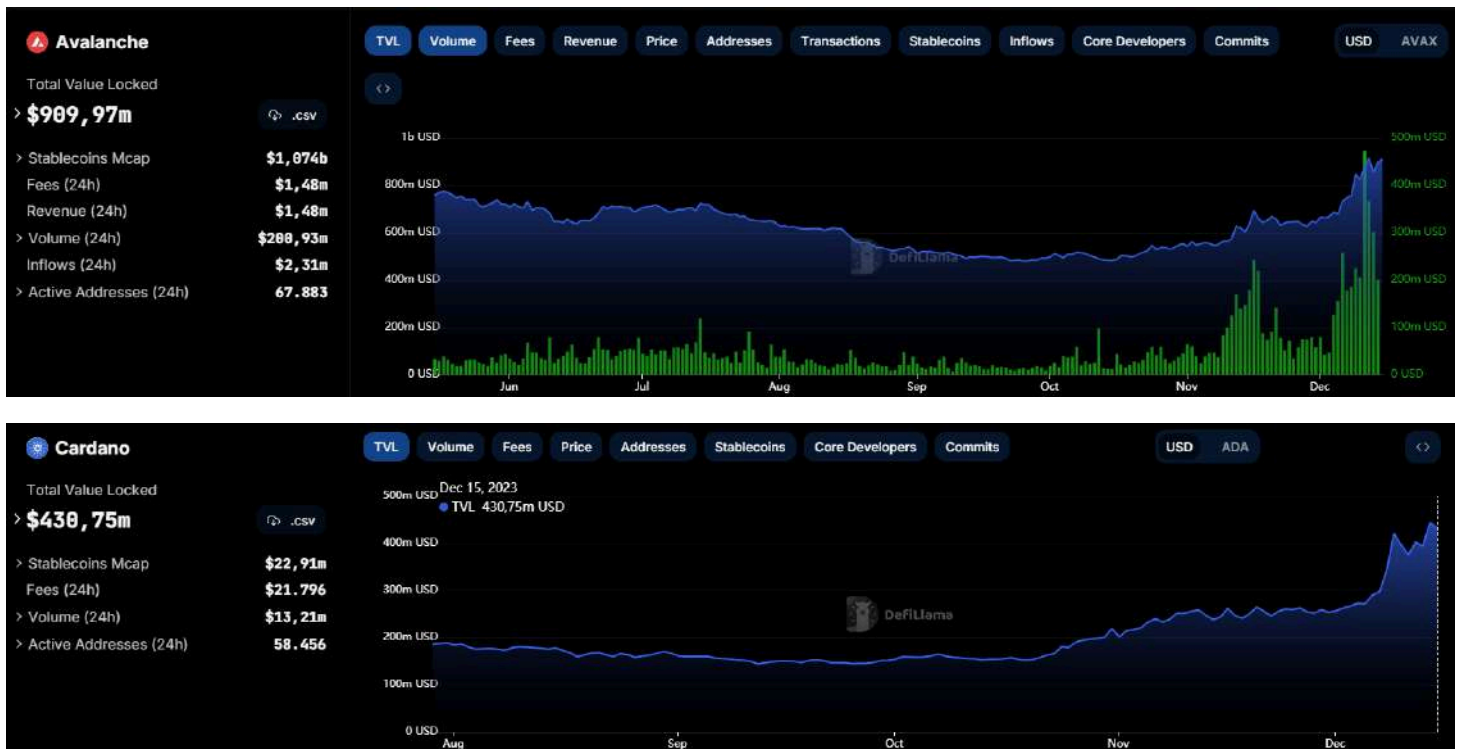 Avalanche
TVL Volume Fees Revenue Price Addresses Transactions Stablecoins Inflows Core Developers Commits USD AVAX
Total Value Locked
$909,97m
.csv
Stablecoins Mcap $1,074b
Fees (24h) $1,48m
Revenue (24h) $1,48m
Volume (24h) $200,93m
Inflows (24h) $2,31m
Active Addresses (24h) 67.883
1b USD 500m USD
800m USD 400m USD
600m USD 300m USD
DefiLlama
400m USD 200m USD
200m USD 100m USD
0 USD 0 USD
Jun Jul Aug Sep Oct Nov Dec
Cardano
TVL Volume Fees Price Addresses Stablecoins Core Developers Commits USD ADA
Total Value Locked
$430,75m
.csv
Stablecoins Mcap $22,91m
Fees (24h) $21.796
Volume (24h) $13,21m
Active Addresses (24h) 58.456
Dec 15, 2023
TVL 430,75m USD
500m USD
400m USD
300m USD
DefiLlama
200m USD
100m USD
0 USD
Aug Sep Oct Nov Dec